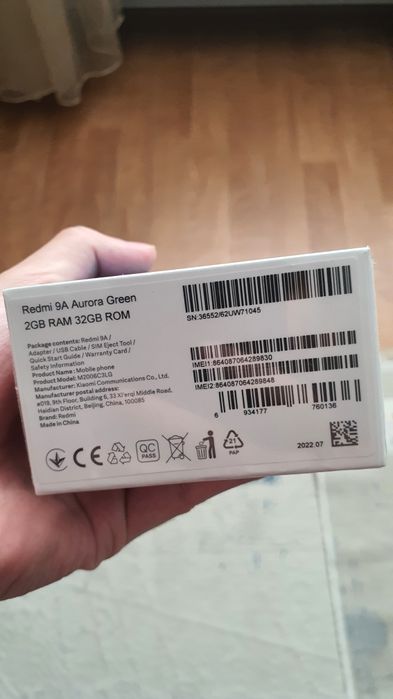 Redmi 9A Aurora Green
2GB RAM 32GB ROM
Package contents: Redmi 9A /
Adapter / USB Cable / SIM Eject Tool /
Quick Start Guide / Warranty Card /
Safety Information
Product Name: Mobile phone
Product Model: M2006C3LG
Manufacturer: Xiaomi Communications Co., Ltd.
Manufacturer postal address:
#019, 9th Floor, Building 6, 33 Xi'erqi Middle Road,
Haidian District, Beijing, China, 100085
Brand: Redmi
Made in China
SN:36552/62UW71045
IMEI1:864087064289830
IMEI2:864087064289848
6 934177 760136
CE
QC
PASS
21
PAP
2022.07